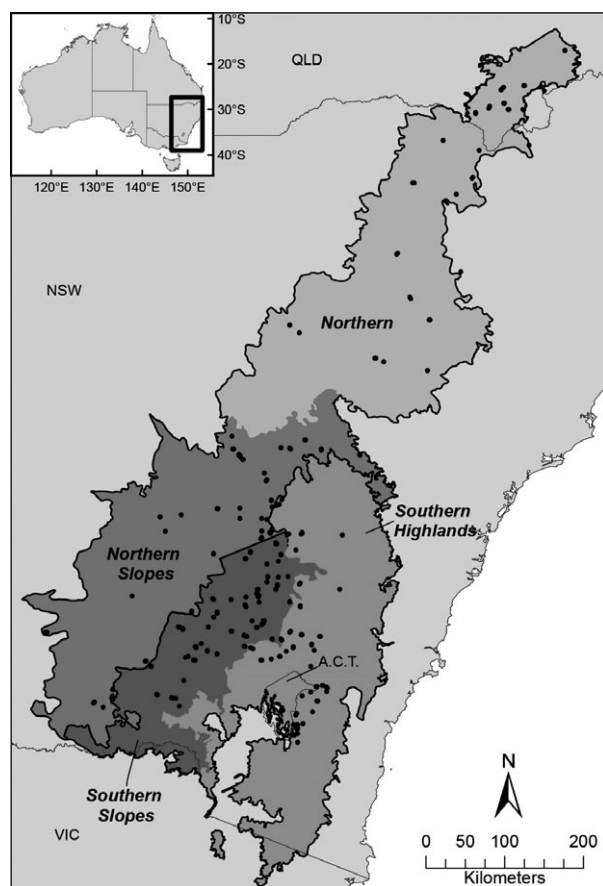 10°S
20°S
30°S
40°S
120°E 130°E 140°E 150°E
QLD
NSW
Northern
Southern
Highlands
Northern
Slopes
A.C.T.
Southern
Slopes
VIC
N
0 50 100 200
Kilometers